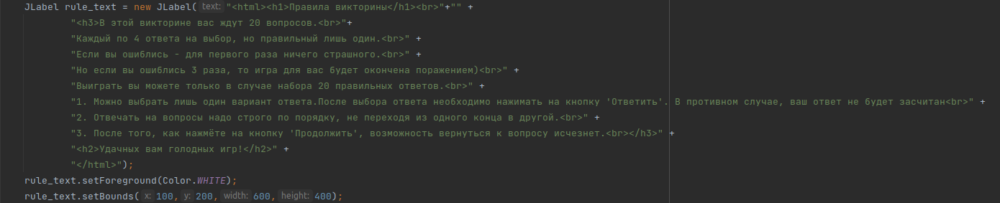 JLabel rule_text = new JLabel( text: "<html><h1>Правила викторины</h1><br>"+"" +
"<h3>В этой викторине вас ждут 20 вопросов.<br>"+
"Каждый по 4 ответа на выбор, но правильный лишь один.<br>" +
"Если вы ошиблись - для первого раза ничего страшного.<br>" +
"Но если вы ошиблись 3 раза, то игра для вас будет окончена поражением)<br>" +
"Выиграть вы можете только в случае набора 20 правильных ответов.<br>" +
"1. Можно выбрать лишь один вариант ответа.После выбора ответа необходимо нажимать на кнопку 'Ответить'. В противном случае, ваш ответ не будет засчитан<br>" +
"2. Отвечать на вопросы надо строго по порядку, не переходя из одного конца в другой.<br>" +
"3. После того, как нажмёте на кнопку 'Продолжить', возможность вернуться к вопросу исчезнет.<br></h3>" +
"<h2>Удачных вам голодных игр!</h2>" +
"</html>");
rule_text.setForeground(Color.WHITE);
rule_text.setBounds( x: 100, y: 200, width: 600, height: 400);